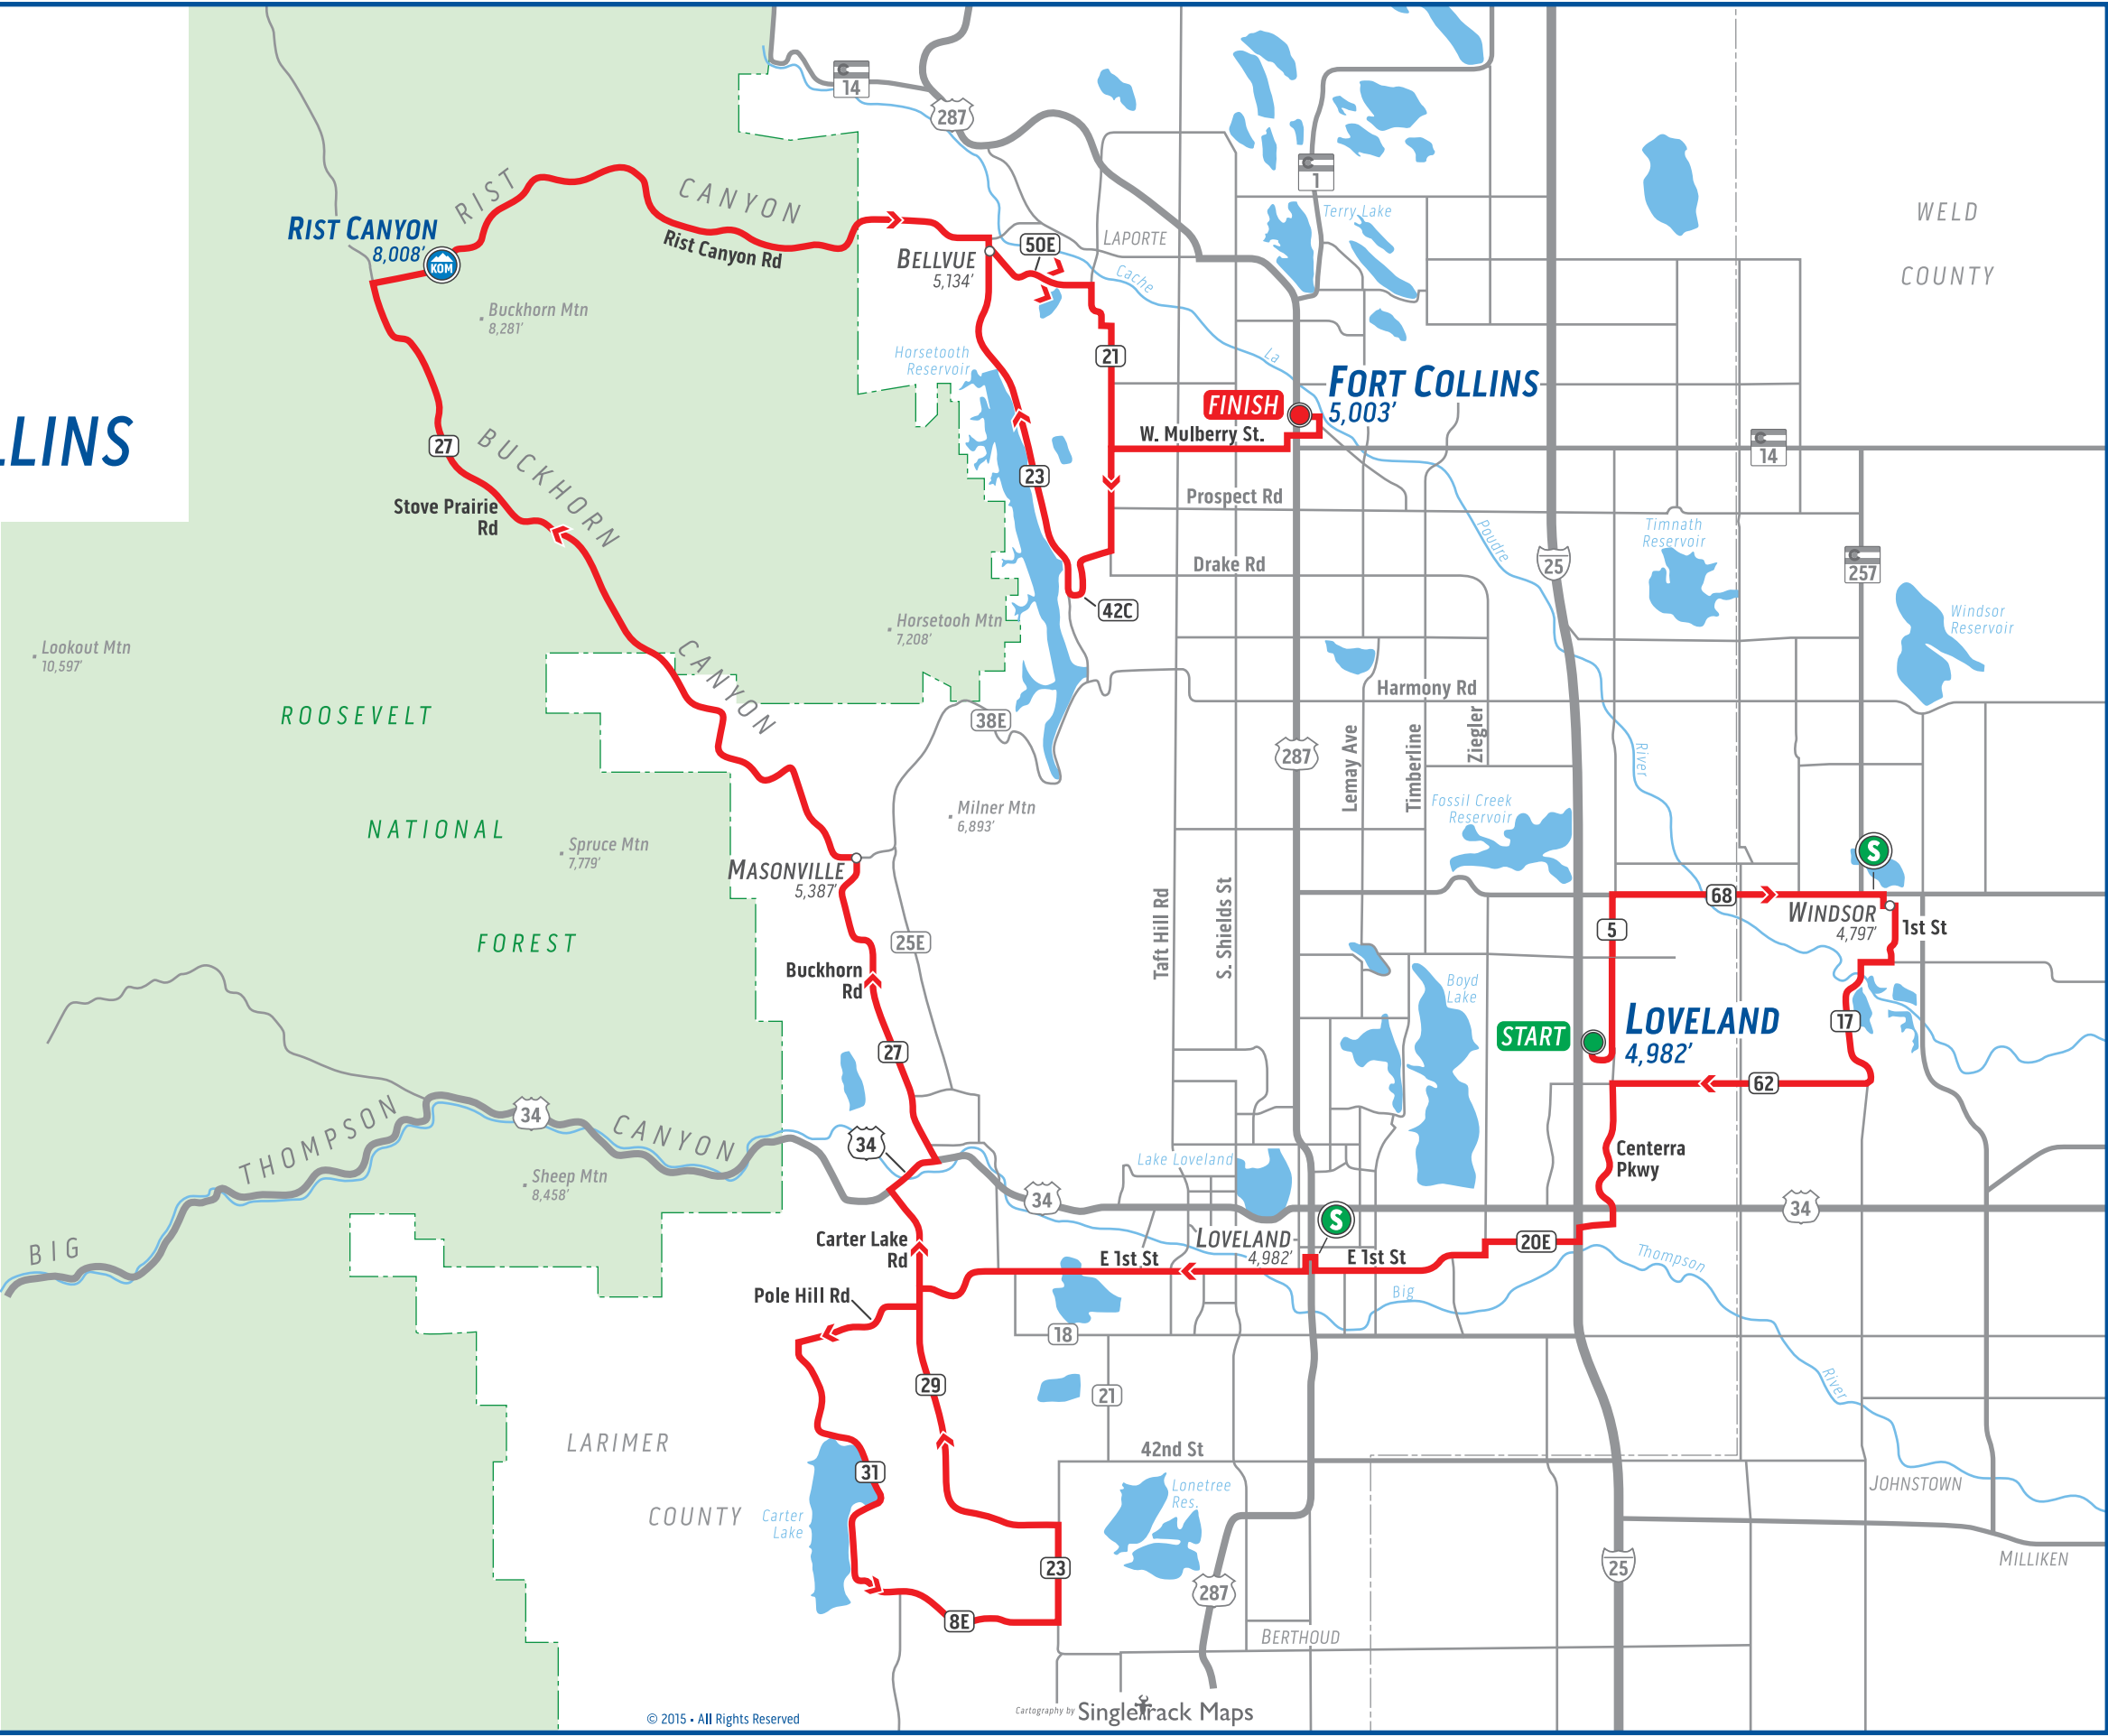 14
287
1
RIST CANYON
WELD
COUNTY
RIST CANYON
8,008'
KOM
Rist Canyon Rd
BELLVUE
5,134'
50E
LAPORTE
Terry Lake
Cache
La
Poudre
River
Buckhorn Mtn
8,281'
Horsetooth
Reservoir
21
FORT COLLINS
5,003'
FINISH
W. Mulberry St.
LLINS
27
BUCKHORN
CANYON
23
14
Stove Prairie
Rd
Prospect Rd
Timnath
Reservoir
Drake Rd
25
257
42C
Horsetooh Mtn
7,208'
Windsor
Reservoir
Lookout Mtn
10,597'
ROOSEVELT
NATIONAL
FOREST
38E
Harmony Rd
287
Lemay Ave
Timberline
Ziegler
Milner Mtn
6,893'
Fossil Creek
Reservoir
Spruce Mtn
7,779'
MASONVILLE
5,387'
S
Taft Hill Rd
S. Shields St
68
WINDSOR
4,797'
1st St
5
25E
Buckhorn
Rd
Boyd
Lake
LOVELAND
4,982'
START
17
27
62
BIG
THOMPSON
CANYON
34
34
Centerra
Pkwy
Sheep Mtn
8,458'
Lake Loveland
34
34
S
LOVELAND
4,982'
Carter Lake
Rd
E 1st St
E 1st St
20E
Big
Thompson
River
Pole Hill Rd
18
29
21
LARIMER
COUNTY
42nd St
31
Lonetree
Res.
JOHNSTOWN
Carter
Lake
23
25
MILLIKEN
287
8E
BERTHOUD
© 2015 • All Rights Reserved
Cartography by SingleTrack Maps